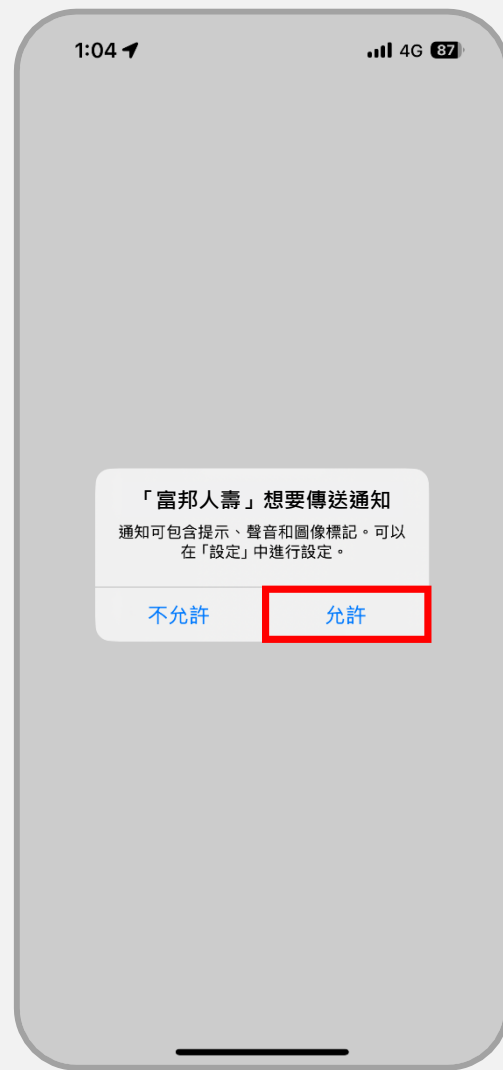 1:04 4G 87
「富邦人壽」想要傳送通知
通知可包含提示、聲音和圖像標記。可以
在「設定」中進行設定。
不允許 允許